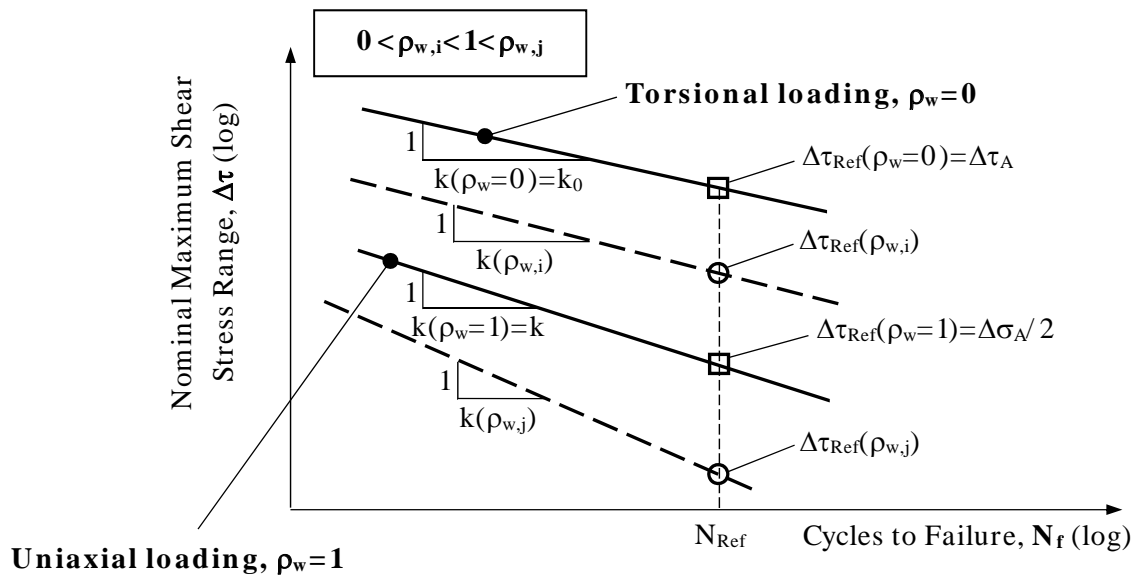 0<ρw,i<1<ρw,j
Nominal Maximum Shear
Stress Range, Δτ (log)
Torsional loading, ρw=0
1
k(ρw=0)=k0
ΔτRef(ρw=0)=ΔτA
1
k(ρw,i)
ΔτRef(ρw,i)
1
k(ρw=1)=k
ΔτRef(ρw=1)=ΔσA/2
1
k(ρw,j)
ΔτRef(ρw,j)
NRef
Cycles to Failure, Nf (log)
Uniaxial loading, ρw=1